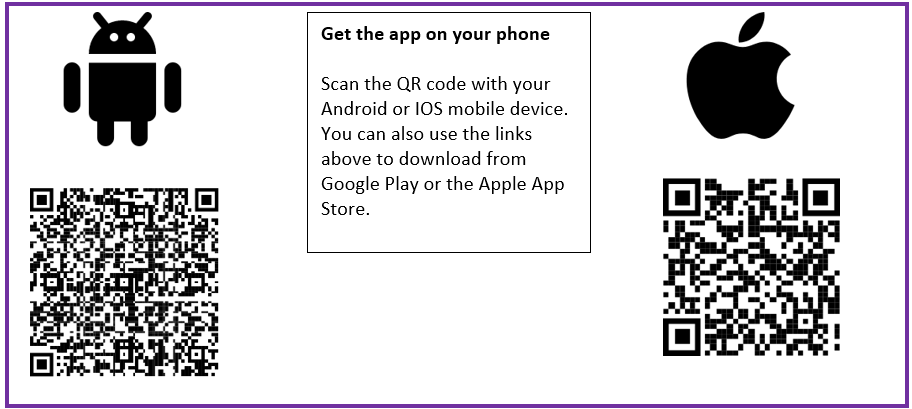 Get the app on your phone
Scan the QR code with your
Android or IOS mobile device.
You can also use the links
above to download from
Google Play or the Apple App
Store.